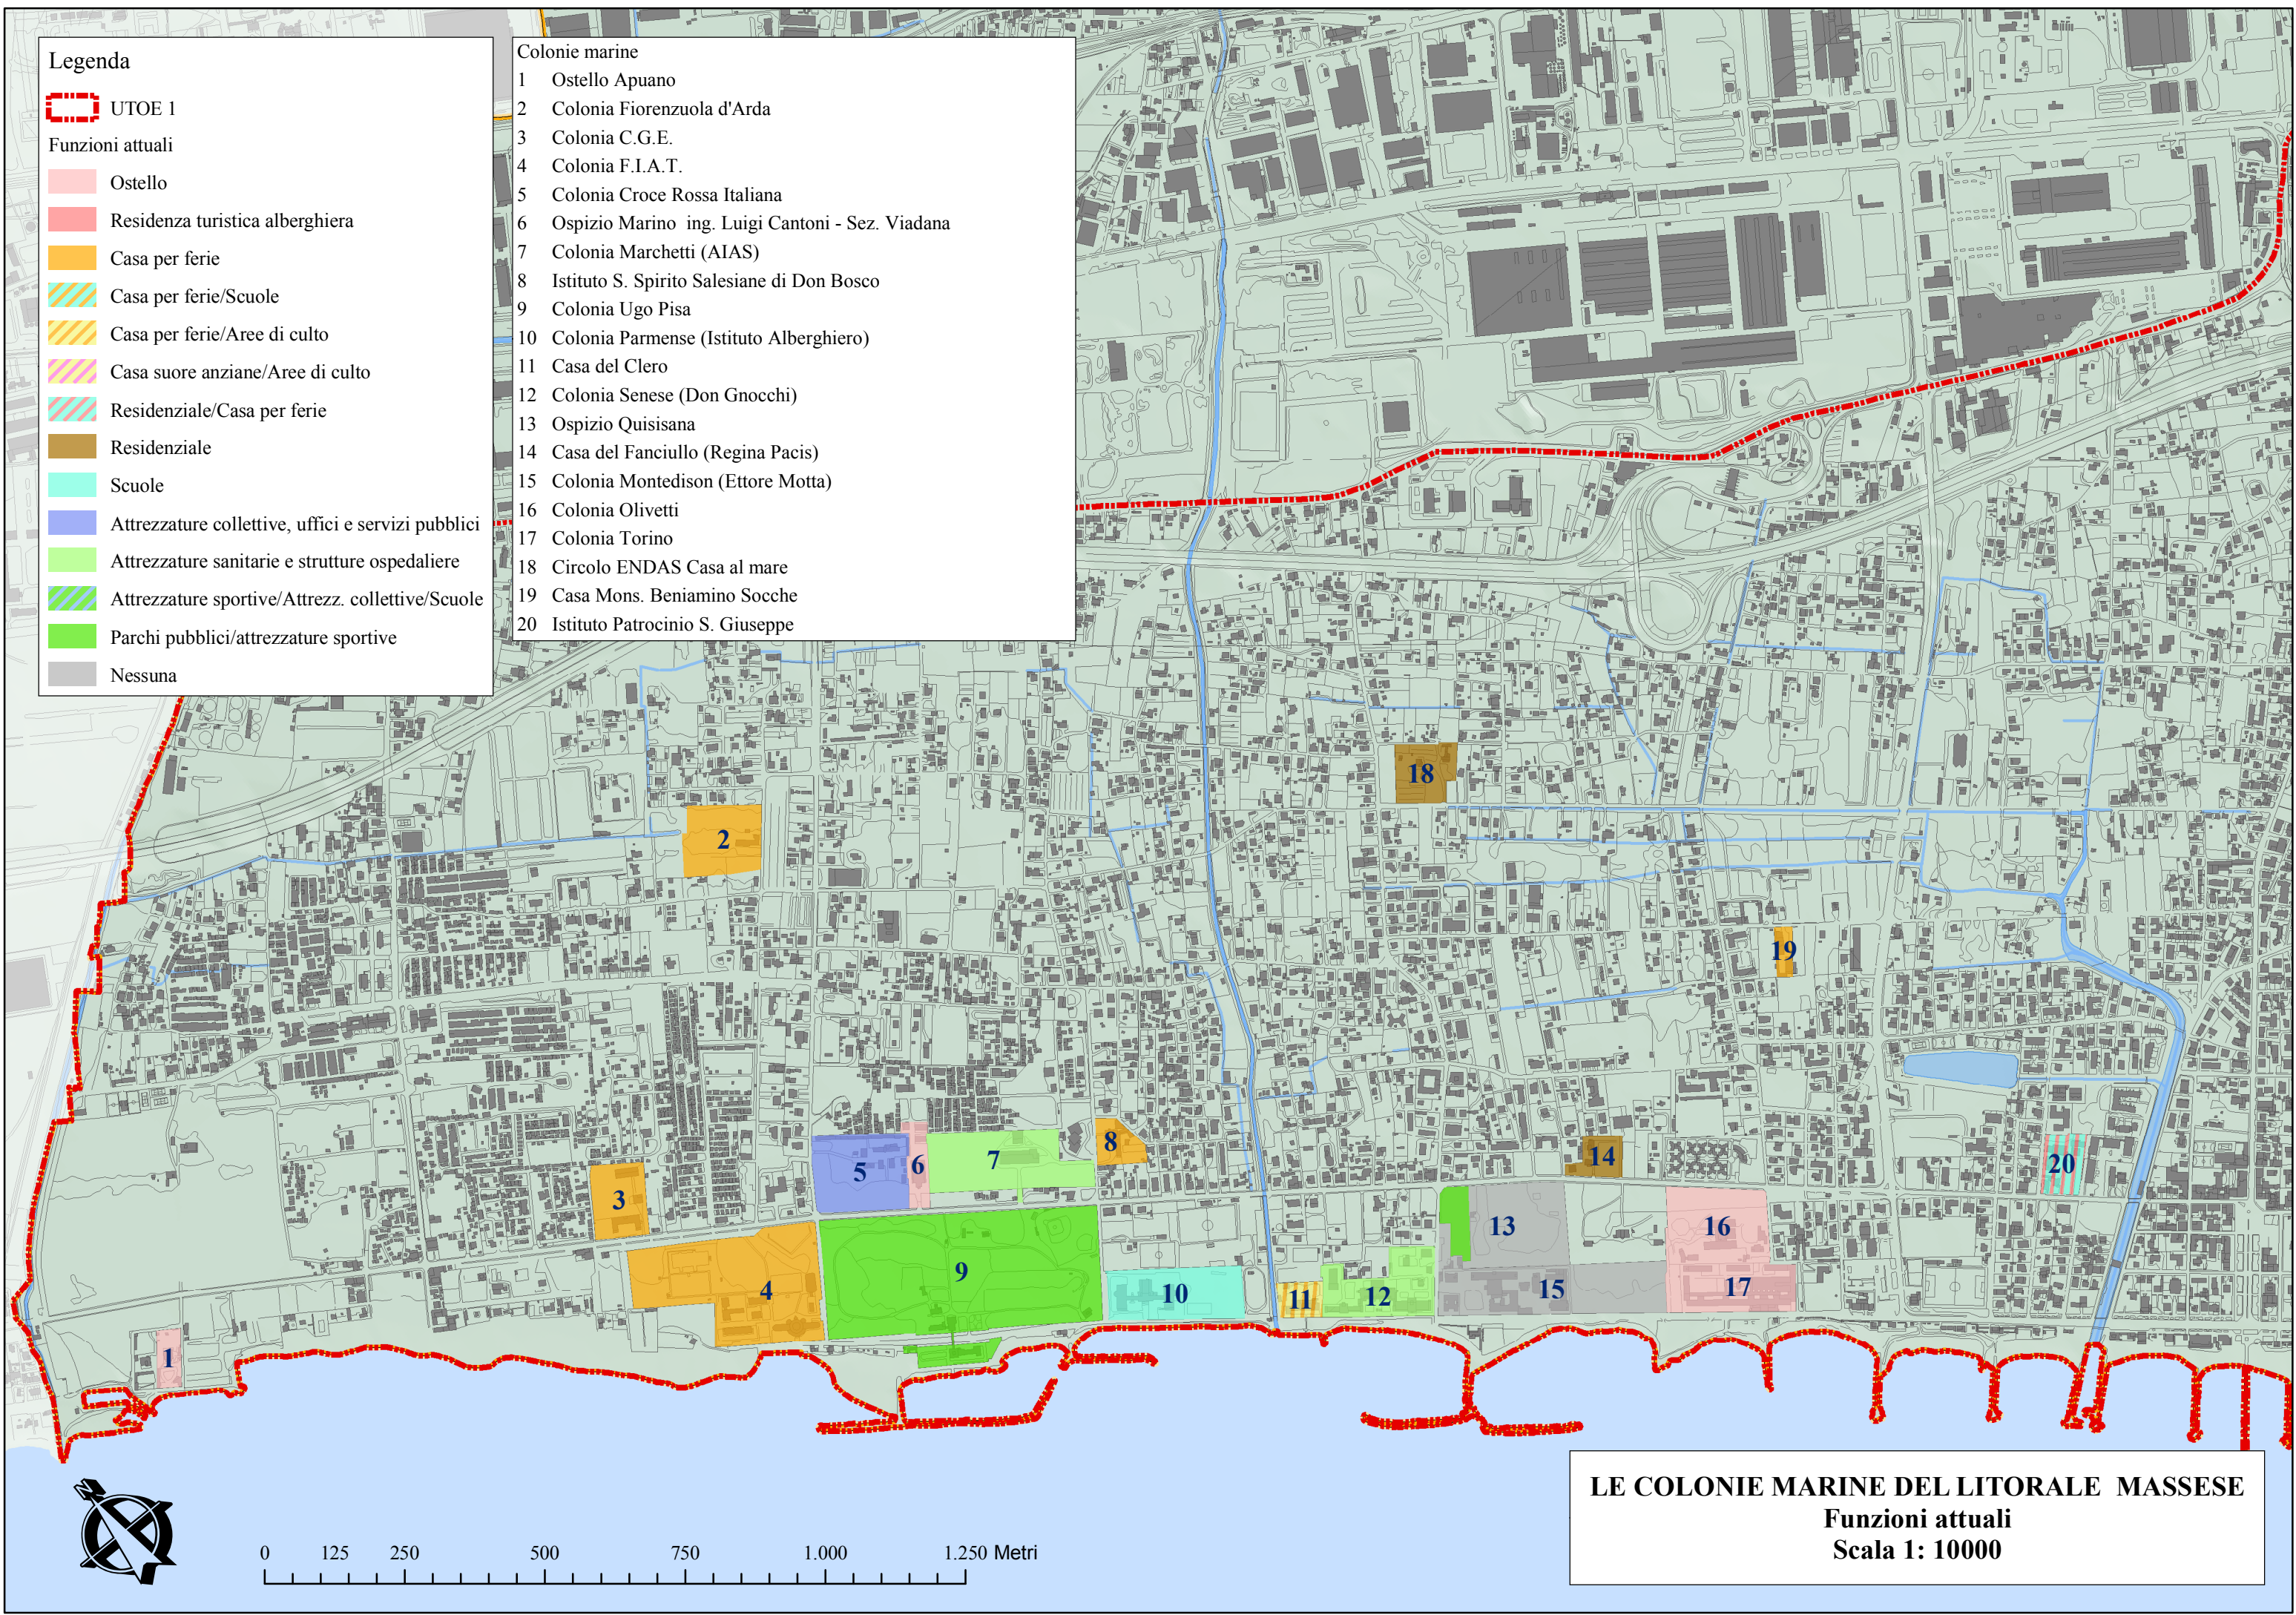 Legenda
UTOE 1
Funzioni attuali
Ostello
Residenza turistica alberghiera
Casa per ferie
Casa per ferie/Scuole
Casa per ferie/Aree di culto
Casa suore anziane/Aree di culto
Residenziale/Casa per ferie
Residenziale
Scuole
Attrezzature collettive, uffici e servizi pubblici
Attrezzature sanitarie e strutture ospedaliere
Attrezzature sportive/Attrezz. collettive/Scuole
Parchi pubblici/attrezzature sportive
Nessuna
Colonie marine
1 Ostello Apuano
2 Colonia Fiorenzuola d'Arda
3 Colonia C.G.E.
4 Colonia F.I.A.T.
5 Colonia Croce Rossa Italiana
6 Ospizio Marino ing. Luigi Cantoni - Sez. Viadana
7 Colonia Marchetti (AIAS)
8 Istituto S. Spirito Salesiane di Don Bosco
9 Colonia Ugo Pisa
10 Colonia Parmense (Istituto Alberghiero)
11 Casa del Clero
12 Colonia Senese (Don Gnocchi)
13 Ospizio Quisisana
14 Casa del Fanciullo (Regina Pacis)
15 Colonia Montedison (Ettore Motta)
16 Colonia Olivetti
17 Colonia Torino
18 Circolo ENDAS Casa al mare
19 Casa Mons. Beniamino Socche
20 Istituto Patrocinio S. Giuseppe
18
2
19
8
5
6
7
14
20
3
13
16
9
4
10
11
12
15
17
1
N
0 125 250 500 750 1.000 1.250 Metri
LE COLONIE MARINE DEL LITORALE MASSESE
Funzioni attuali
Scala 1: 10000